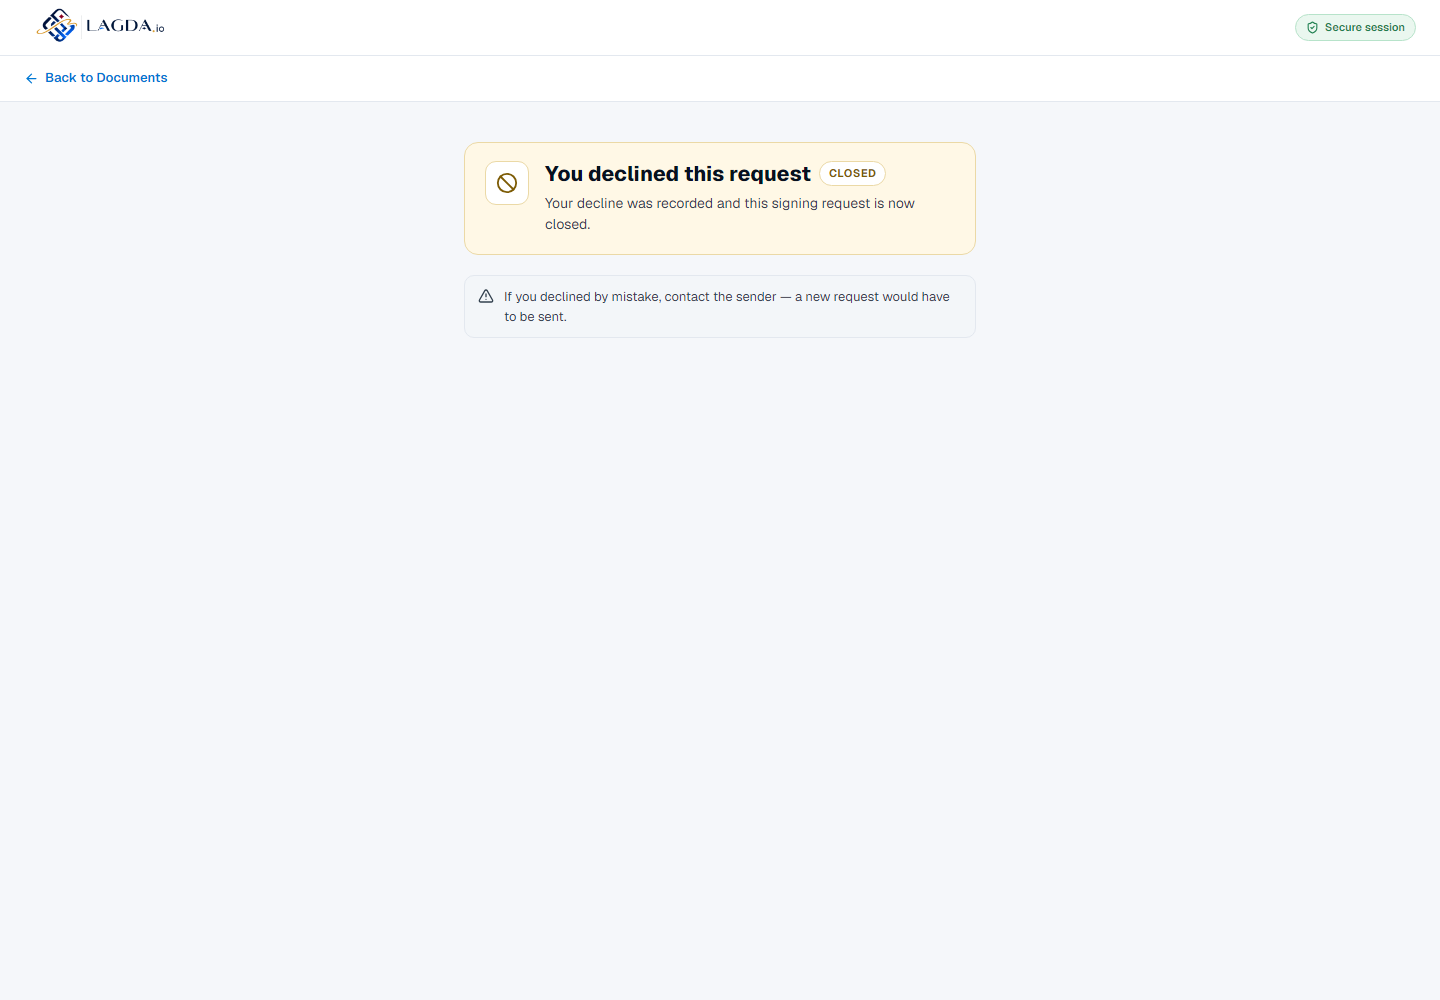 LAGDA.io
Secure session
Back to Documents
You declined this request
CLOSED
Your decline was recorded and this signing request is now
closed.
If you declined by mistake, contact the sender — a new request would have
to be sent.